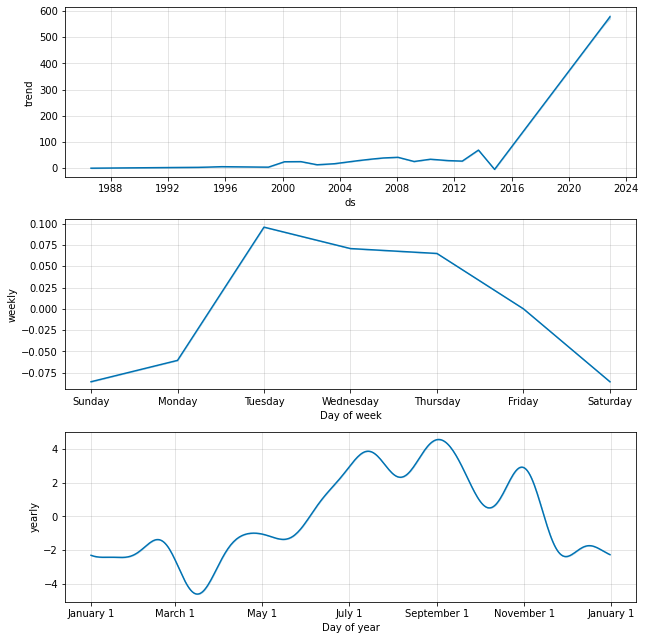 600
500
400
300
200
100
0
trend
1988 1992 1996 2000 2004 2008 2012 2016 2020 2024
ds
0.100
0.075
0.050
0.025
0.000
−0.025
−0.050
−0.075
weekly
Sunday Monday Tuesday Wednesday Thursday Friday Saturday
Day of week
4
2
0
−2
−4
yearly
January 1 March 1 May 1 July 1 September 1 November 1 January 1
Day of year